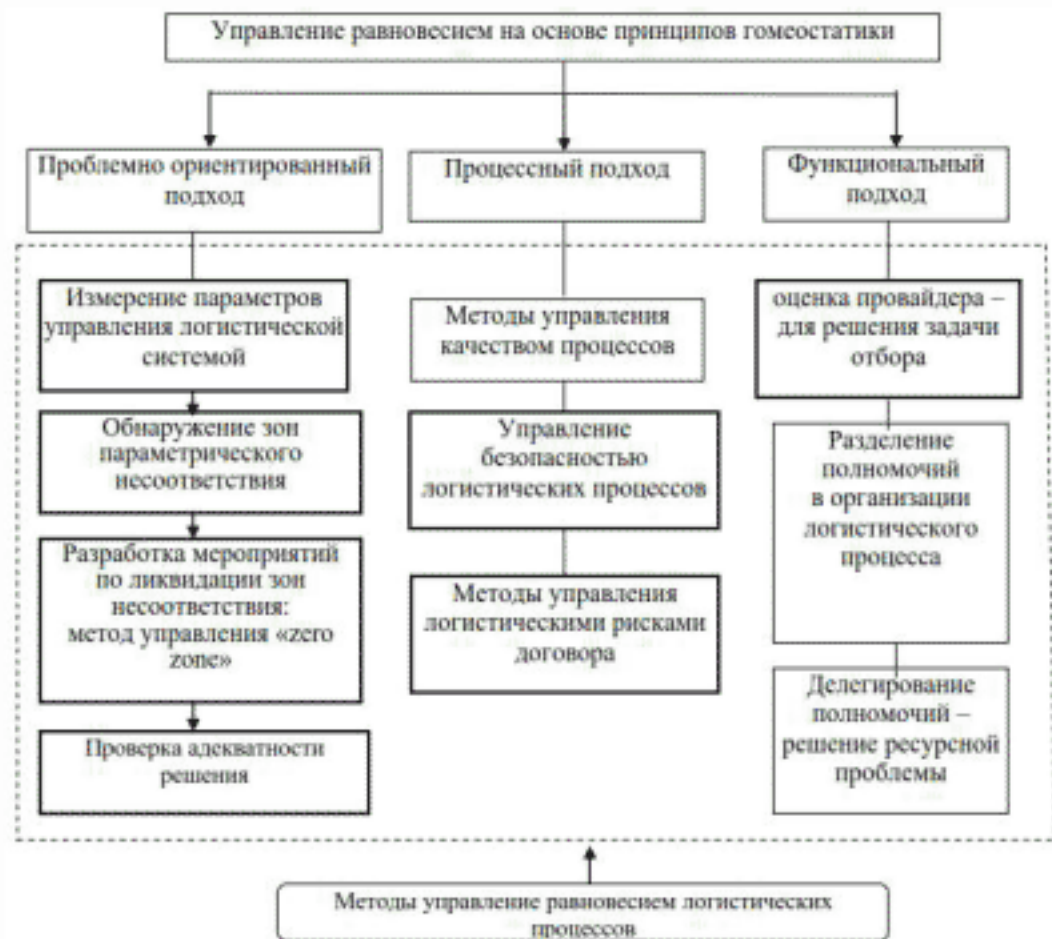 Управление равновесием на основе принципов гомеостатики
Проблемно ориентированный
подход
Процессный подход
Функциональный
подход
Измерение параметров
управления логистической
системой
Обнаружение зон
параметрического
несоответствия
Разработка мероприятий
по ликвидации зон
несоответствия:
метод управления «zero
zone»
Проверка адекватности
решения
Методы управления
качеством процессов
Управление
безопасностью
логистических процессов
Методы управления
логистическими рисками
договора
оценка провайдера –
для решения задачи
отбора
Разделение
полномочий
в организации
логистического
процесса
Делегирование
полномочий –
решение ресурсной
проблемы
Методы управление равновесием логистических
процессов